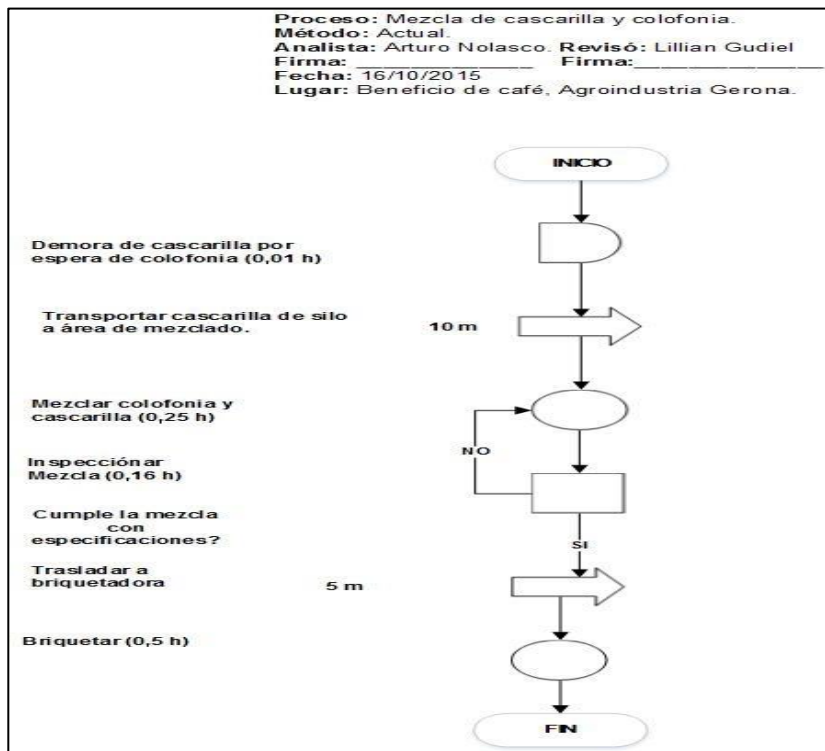 Proceso: Mezcla de cascarilla y colofonia.
Método: Actual.
Analista: Arturo Nolasco. Revisó: Lillian Gudiel
Firma: ______________ Firma:_______________
Fecha: 16/10/2015
Lugar: Beneficio de café, Agroindustria Gerona.
INICIO
Demora de cascarilla por
espera de colofonia (0,01 h)
Transportar cascarilla de silo
a área de mezclado.
10 m
Mezclar colofonia y
cascarilla (0,25 h)
NO
Inspecciónar
Mezcla (0,16 h)
Cumple la mezcla
con
especificaciones?
SI
Trasladar a
briquetadora
5 m
Briquetar (0,5 h)
FIN